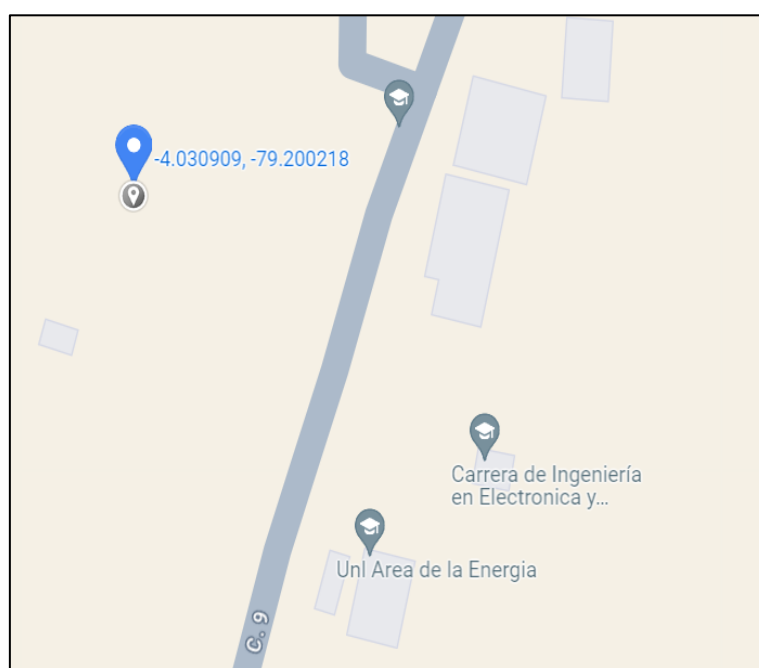 -4.030909, -79.200218
Carrera de Ingeniería
en Electronica y...
Unl Area de la Energia
C. 9